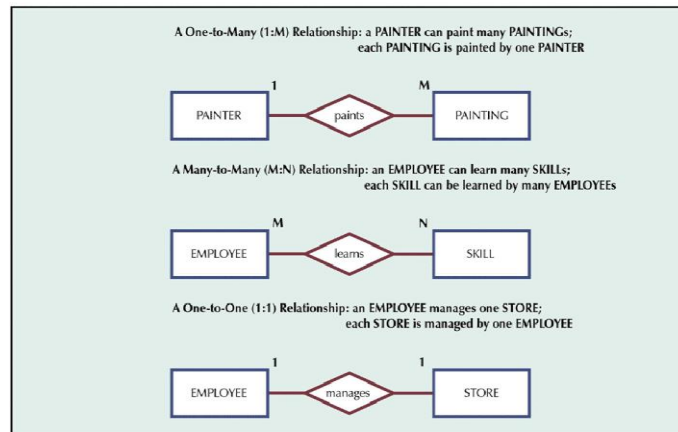 A One-to-Many (1:M) Relationship: a PAINTER can paint many PAINTINGs;
each PAINTING is painted by one PAINTER
1 M
PAINTER paints PAINTING
A Many-to-Many (M:N) Relationship: an EMPLOYEE can learn many SKILLs;
each SKILL can be learned by many EMPLOYEEs
M N
EMPLOYEE learns SKILL
A One-to-One (1:1) Relationship: an EMPLOYEE manages one STORE;
each STORE is managed by one EMPLOYEE
1 1
EMPLOYEE manages STORE